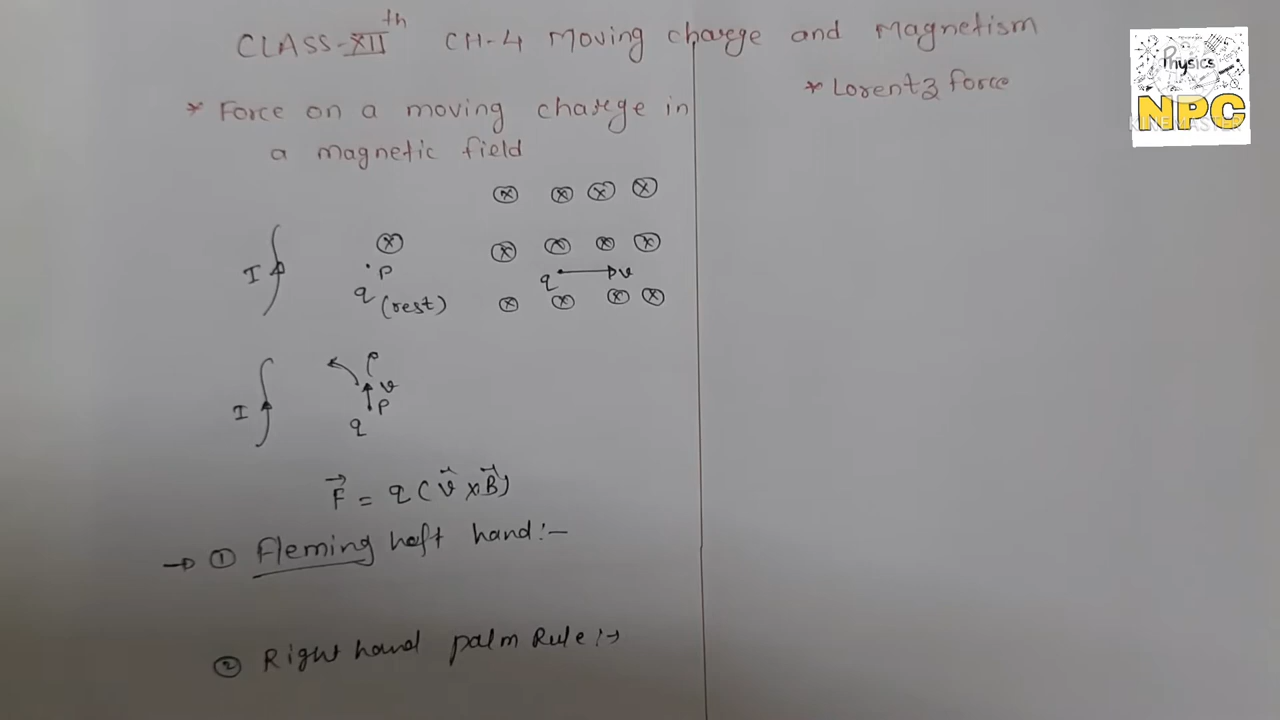 CLASS-XIIth CH-4 Moving charge and Magnetism
* Force on a moving charge in
a magnetic field
I
P
q (rest)
q v
I
P
v
P
q
F⃗ = q(v⃗ × B⃗)
→ ① Fleming left hand:-
② Right hand palm Rule:→
* Lorentz force
Physics
NPC
KINEMASTER